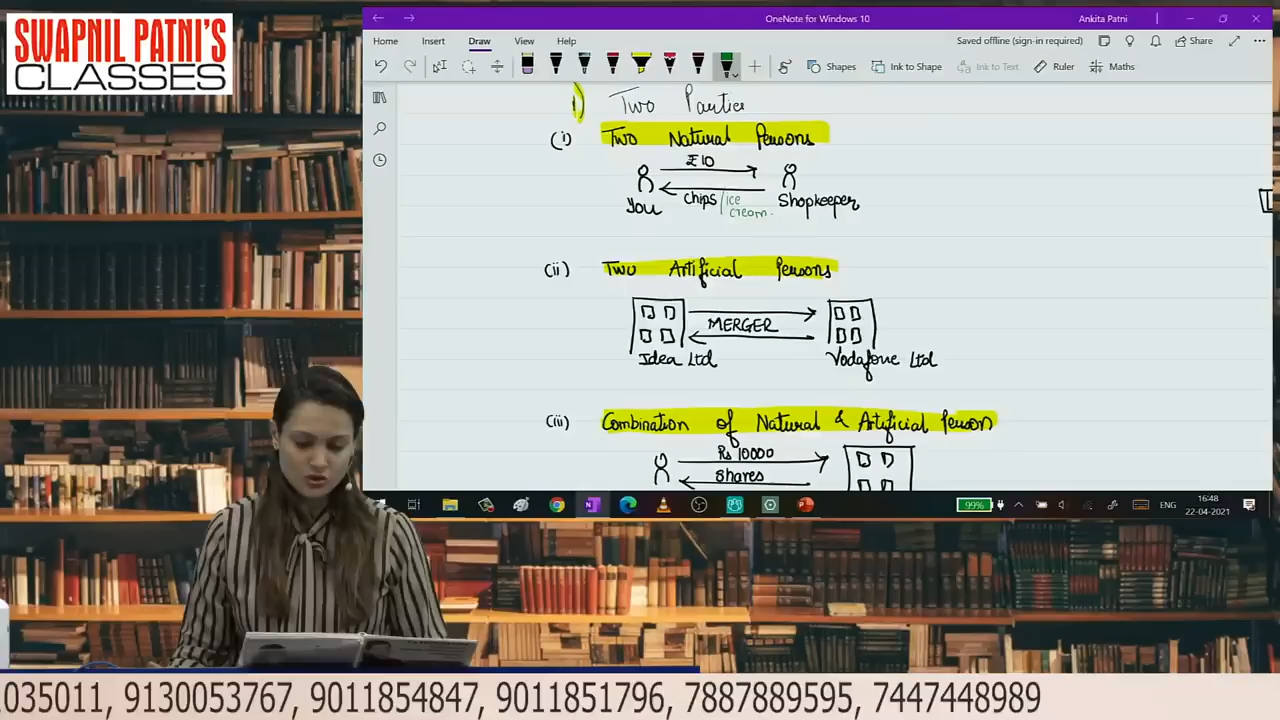 SWAPNIL PATNI'S
CLASSES
OneNote for Windows 10
Ankita Patni
Home Insert Draw View Help
Saved offline (sign-in required)
Share
Shapes Ink to Shape Ink to Text Ruler Maths
1) Two Parties
(i) Two Natural Persons
₹10
chips/ice cream.
You Shopkeeper
(ii) Two Artificial Persons
MERGER
Idea Ltd Vodafone Ltd
(iii) Combination of Natural & Artificial Person
Rs 10000
shares
99% ENG
16:48
22-04-2021
035011, 9130053767, 9011854847, 9011851796, 7887889595, 7447448989